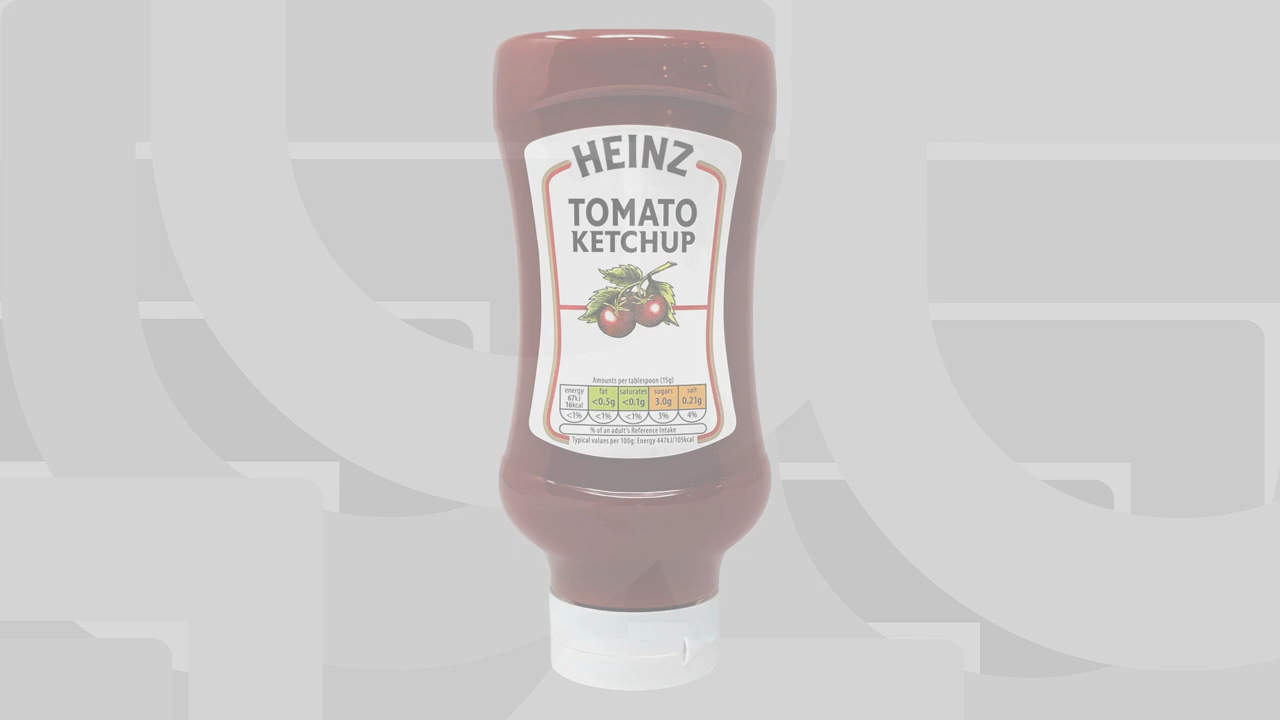 HEINZ
TOMATO
KETCHUP
Amounts per tablespoon (15g)
energy fat saturates sugars salt
67kJ
16kcal <0.5g <0.1g 3.0g 0.21g
<1% <1% <1% 3% 4%
% of an adult's Reference Intake
Typical values per 100g: Energy 447kJ/105kcal